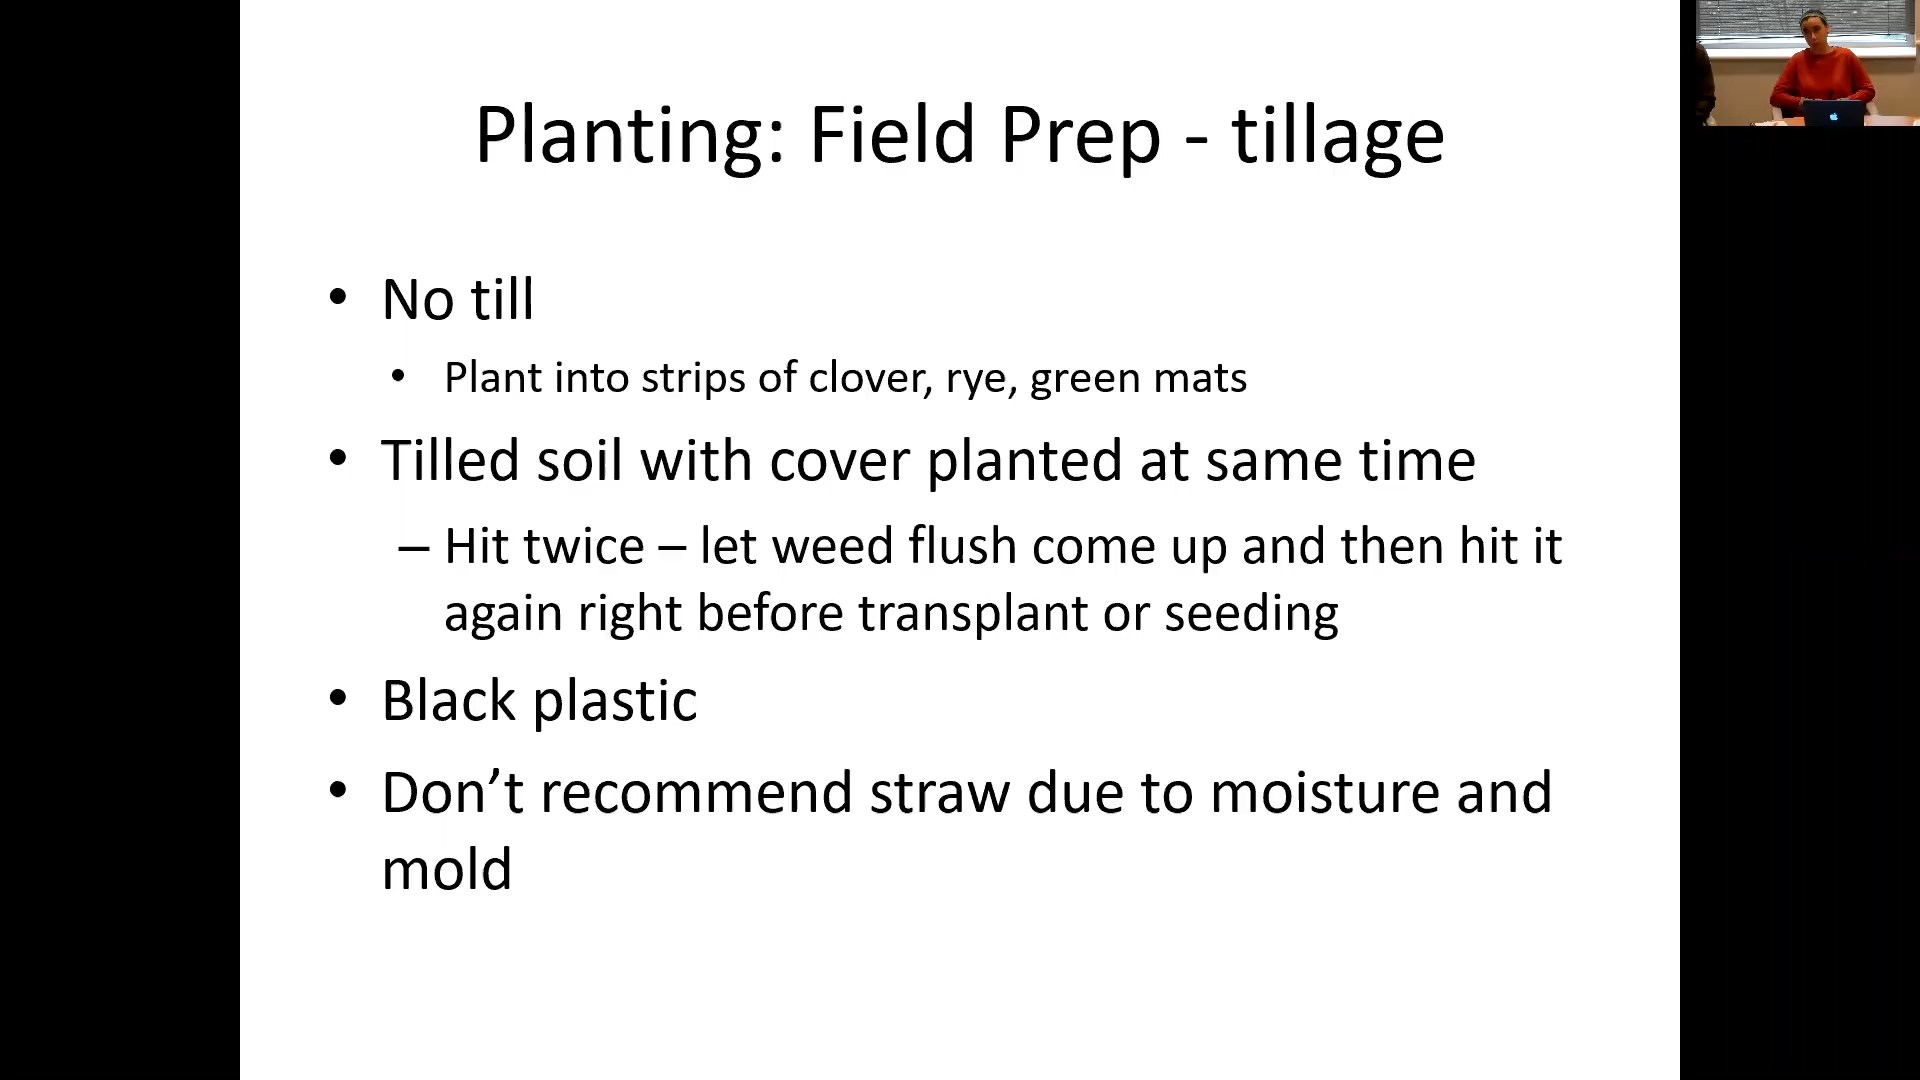 Planting: Field Prep - tillage
• No till
• Plant into strips of clover, rye, green mats
• Tilled soil with cover planted at same time
– Hit twice – let weed flush come up and then hit it
again right before transplant or seeding
• Black plastic
• Don’t recommend straw due to moisture and
mold